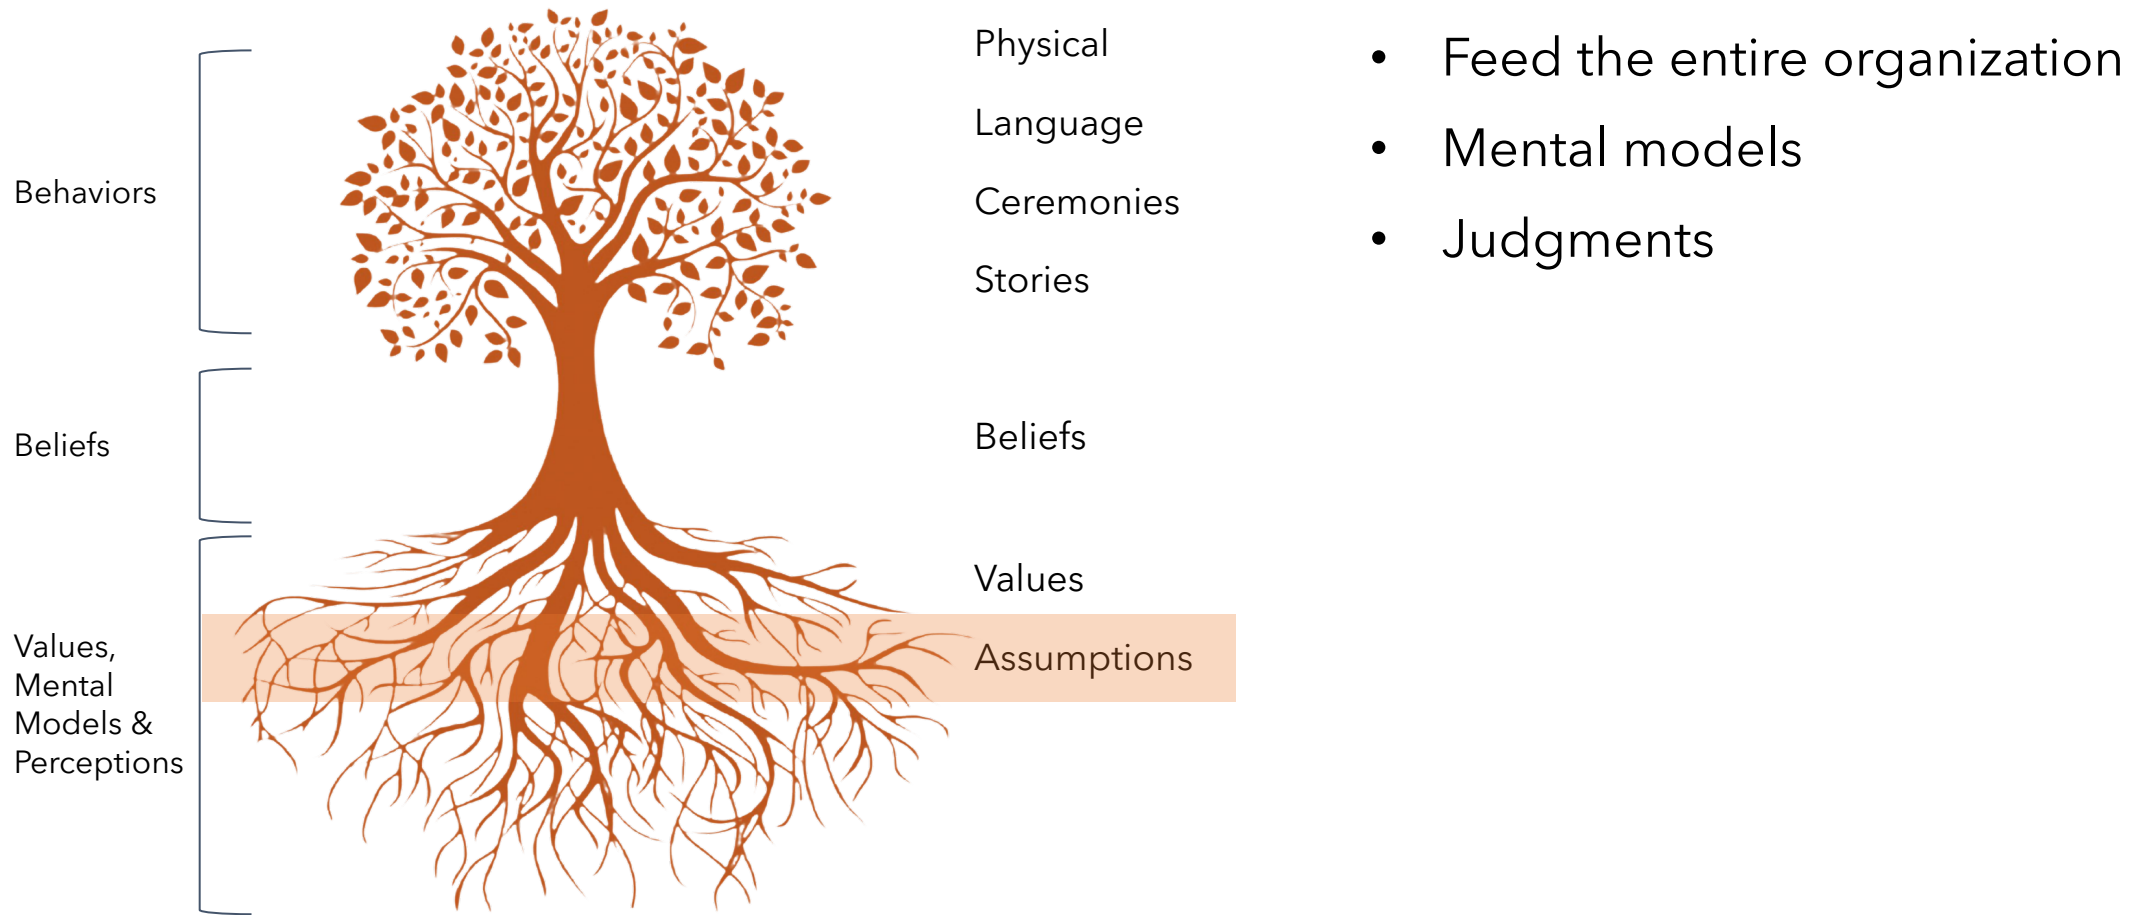 Behaviors
Beliefs
Values,
Mental
Models &
Perceptions
Physical
Language
Ceremonies
Stories
Beliefs
Values
Assumptions
• Feed the entire organization
• Mental models
• Judgments